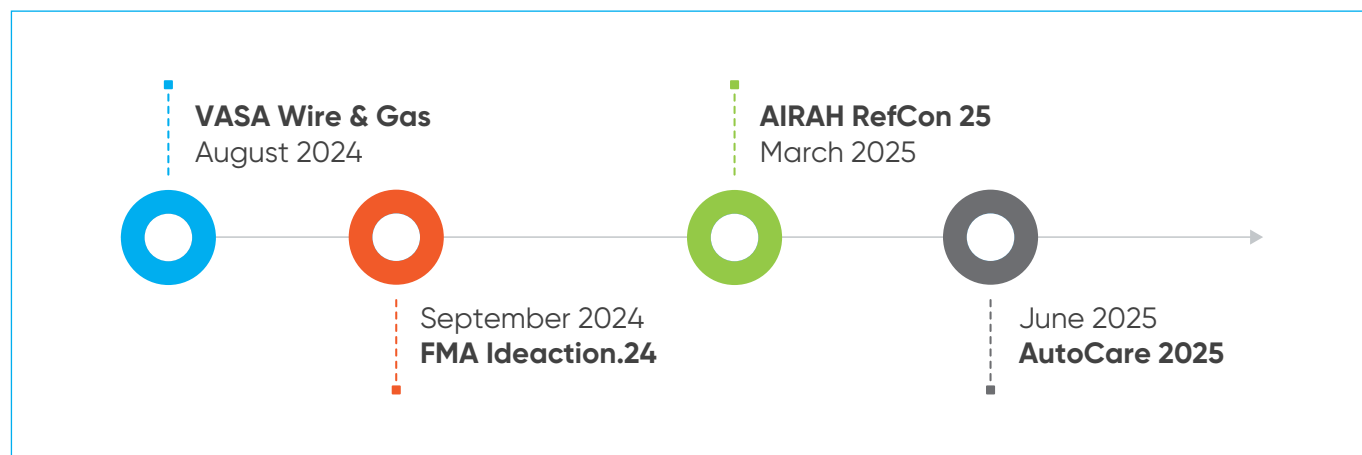 VASA Wire & Gas
August 2024
September 2024
FMA Ideaction.24
AIRAH RefCon 25
March 2025
June 2025
AutoCare 2025